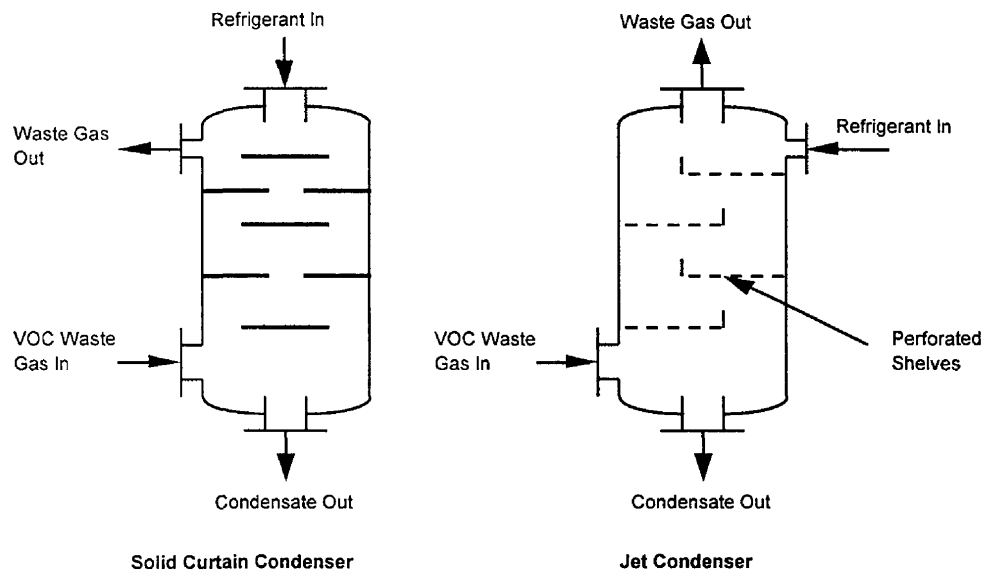 Refrigerant In
Waste Gas
Out
VOC Waste
Gas In
Condensate Out
Solid Curtain Condenser
Waste Gas Out
Refrigerant In
VOC Waste
Gas In
Perforated
Shelves
Condensate Out
Jet Condenser